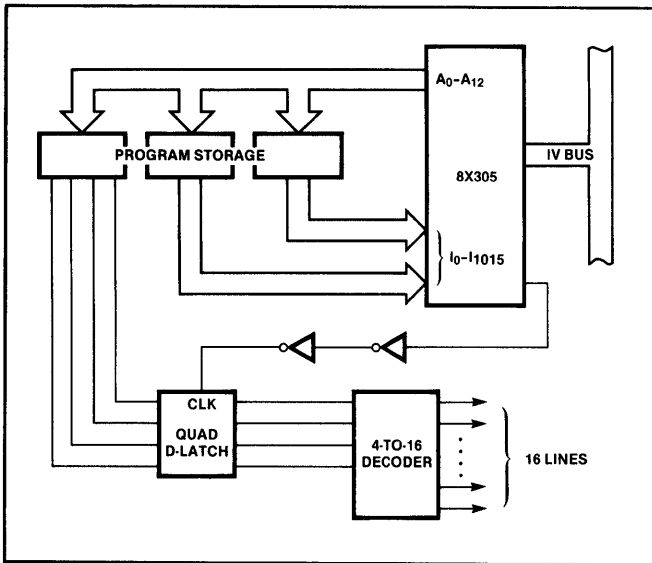 A0-A12
PROGRAM STORAGE
IV BUS
8X305
I0-I1015
CLK
QUAD
D-LATCH
4-TO-16
DECODER
16 LINES